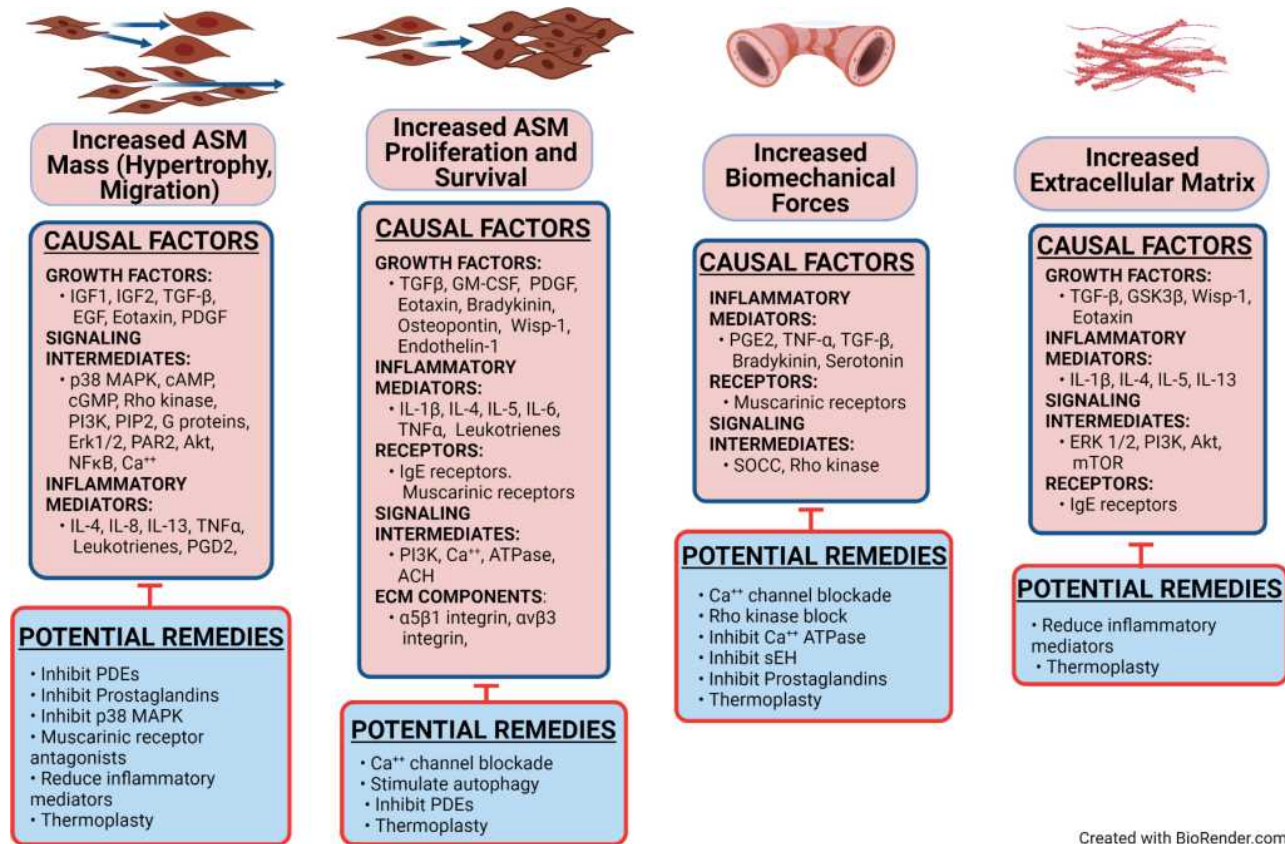 Increased ASM
Mass (Hypertrophy,
Migration)
CAUSAL FACTORS
GROWTH FACTORS:
• IGF1, IGF2, TGF-β,
EGF, Eotaxin, PDGF
SIGNALING
INTERMEDIATES:
• p38 MAPK, cAMP,
cGMP, Rho kinase,
PI3K, PIP2, G proteins,
Erk1/2, PAR2, Akt,
NFκB, Ca⁺⁺
INFLAMMATORY
MEDIATORS:
• IL-4, IL-8, IL-13, TNFα,
Leukotrienes, PGD2,
POTENTIAL REMEDIES
• Inhibit PDEs
• Inhibit Prostaglandins
• Inhibit p38 MAPK
• Muscarinic receptor
antagonists
• Reduce inflammatory
mediators
• Thermoplasty
Increased ASM
Proliferation and
Survival
CAUSAL FACTORS
GROWTH FACTORS:
• TGFβ, GM-CSF, PDGF,
Eotaxin, Bradykinin,
Osteopontin, Wisp-1,
Endothelin-1
INFLAMMATORY
MEDIATORS:
• IL-1β, IL-4, IL-5, IL-6,
TNFα, Leukotrienes
RECEPTORS:
• IgE receptors.
Muscarinic receptors
SIGNALING
INTERMEDIATES:
• PI3K, Ca⁺⁺, ATPase,
ACH
ECM COMPONENTS:
• α5β1 integrin, αvβ3
integrin,
POTENTIAL REMEDIES
• Ca⁺⁺ channel blockade
• Stimulate autophagy
• Inhibit PDEs
• Thermoplasty
Increased
Biomechanical
Forces
CAUSAL FACTORS
INFLAMMATORY
MEDIATORS:
• PGE2, TNF-α, TGF-β,
Bradykinin, Serotonin
RECEPTORS:
• Muscarinic receptors
SIGNALING
INTERMEDIATES:
• SOCC, Rho kinase
POTENTIAL REMEDIES
• Ca⁺⁺ channel blockade
• Rho kinase block
• Inhibit Ca⁺⁺ ATPase
• Inhibit sEH
• Inhibit Prostaglandins
• Thermoplasty
Increased
Extracellular Matrix
CAUSAL FACTORS
GROWTH FACTORS:
• TGF-β, GSK3β, Wisp-1,
Eotaxin
INFLAMMATORY
MEDIATORS:
• IL-1β, IL-4, IL-5, IL-13
SIGNALING
INTERMEDIATES:
• ERK 1/2, PI3K, Akt,
mTOR
RECEPTORS:
• IgE receptors
POTENTIAL REMEDIES
• Reduce inflammatory
mediators
• Thermoplasty
Created with BioRender.com